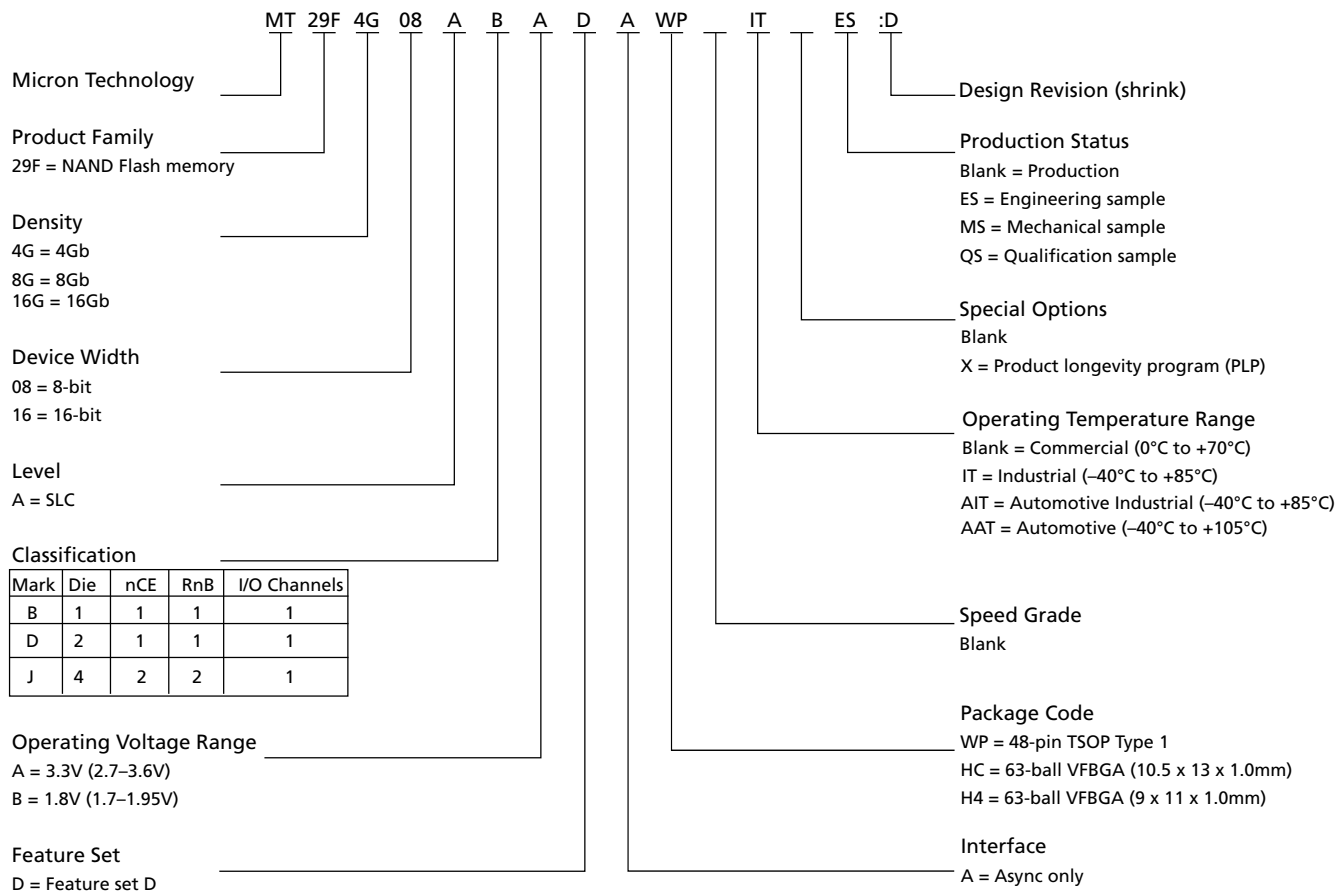 MT 29F 4G 08 A B A D A WP IT ES :D
Micron Technology
Product Family
29F = NAND Flash memory
Density
4G = 4Gb
8G = 8Gb
16G = 16Gb
Device Width
08 = 8-bit
16 = 16-bit
Level
A = SLC
Classification
Mark Die nCE RnB I/O Channels
B 1 1 1 1
D 2 1 1 1
J 4 2 2 1
Operating Voltage Range
A = 3.3V (2.7–3.6V)
B = 1.8V (1.7–1.95V)
Feature Set
D = Feature set D
Design Revision (shrink)
Production Status
Blank = Production
ES = Engineering sample
MS = Mechanical sample
QS = Qualification sample
Special Options
Blank
X = Product longevity program (PLP)
Operating Temperature Range
Blank = Commercial (0°C to +70°C)
IT = Industrial (–40°C to +85°C)
AIT = Automotive Industrial (–40°C to +85°C)
AAT = Automotive (–40°C to +105°C)
Speed Grade
Blank
Package Code
WP = 48-pin TSOP Type 1
HC = 63-ball VFBGA (10.5 x 13 x 1.0mm)
H4 = 63-ball VFBGA (9 x 11 x 1.0mm)
Interface
A = Async only